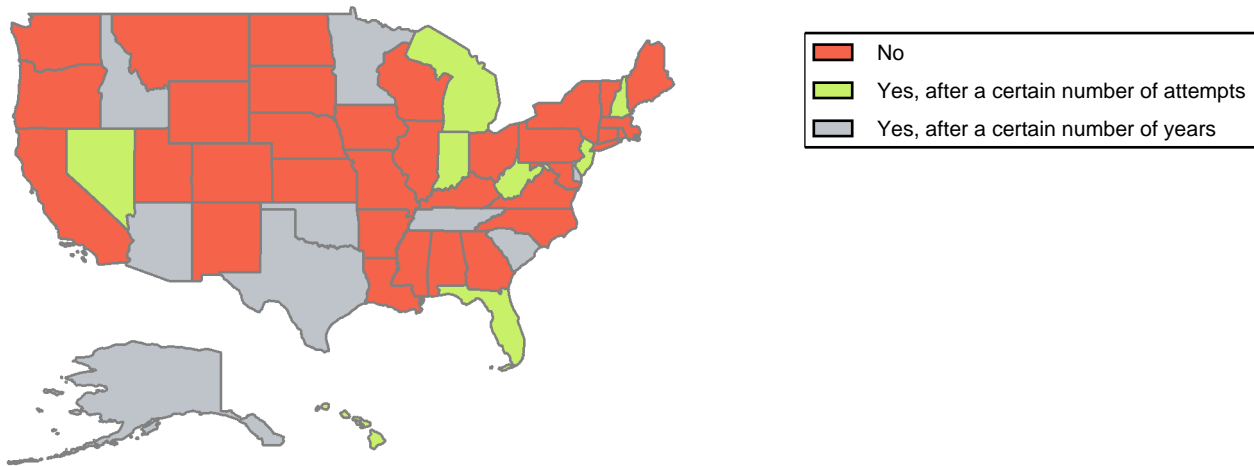 No
Yes, after a certain number of attempts
Yes, after a certain number of years